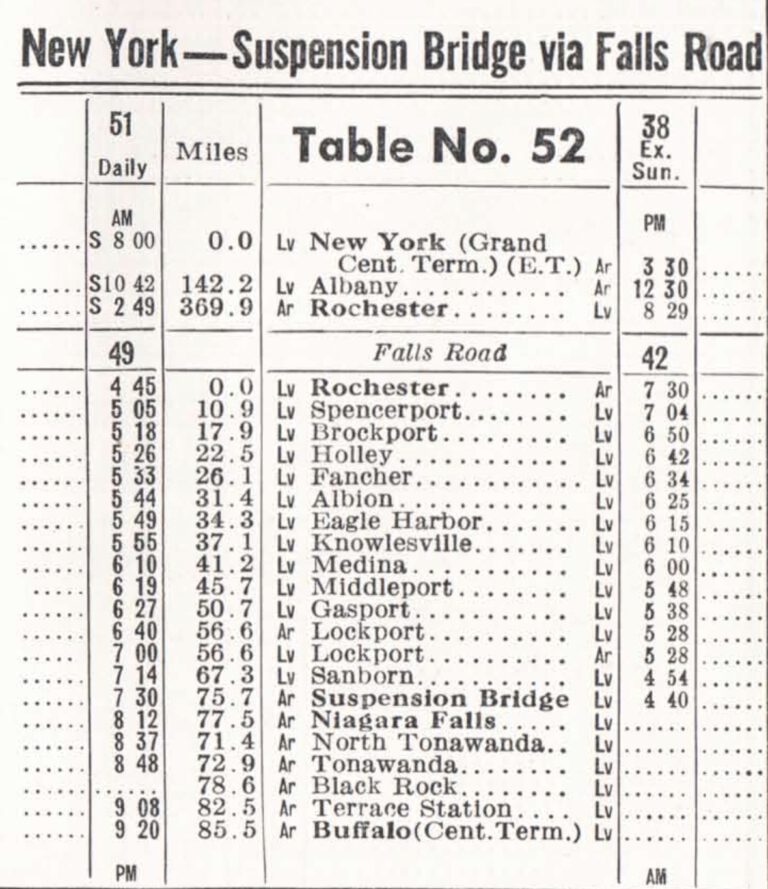 New York—Suspension Bridge via Falls Road
51 Daily Miles Table No. 52 38 Ex. Sun.
AM PM
...... S 8 00 0.0 Lv New York (Grand
Cent. Term.) (E.T.) Ar 3 30 ......
...... S10 42 142.2 Lv Albany............. Ar 12 30 ......
...... S 2 49 369.9 Ar Rochester........ Lv 8 29 ......
49 Falls Road 42
...... 4 45 0.0 Lv Rochester........ Ar 7 30 ......
...... 5 05 10.9 Lv Spencerport........ Lv 7 04 ......
...... 5 18 17.9 Lv Brockport.......... Lv 6 50 ......
...... 5 26 22.5 Lv Holley............. Lv 6 42 ......
...... 5 33 26.1 Lv Fancher............ Lv 6 34 ......
...... 5 44 31.4 Lv Albion............. Lv 6 25 ......
...... 5 49 34.3 Lv Eagle Harbor....... Lv 6 15 ......
...... 5 55 37.1 Lv Knowlesville....... Lv 6 10 ......
...... 6 10 41.2 Lv Medina............. Lv 6 00 ......
..... 6 19 45.7 Lv Middleport......... Lv 5 48 ......
...... 6 27 50.7 Lv Gasport............ Lv 5 38 ......
...... 6 40 56.6 Ar Lockport........... Lv 5 28 ......
..... 7 00 56.6 Lv Lockport........... Ar 5 28 ......
...... 7 14 67.3 Lv Sanborn............ Lv 4 54 ......
...... 7 30 75.7 Ar Suspension Bridge Lv 4 40 ......
...... 8 12 77.5 Ar Niagara Falls..... Lv ...... ......
...... 8 37 71.4 Ar North Tonawanda.. Lv ...... ......
...... 8 48 72.9 Ar Tonawanda......... Lv ...... ......
...... ...... 78.6 Ar Black Rock......... Lv ...... ......
...... 9 08 82.5 Ar Terrace Station.... Lv ...... ......
...... 9 20 85.5 Ar Buffalo(Cent.Term.) Lv ...... ......
PM AM